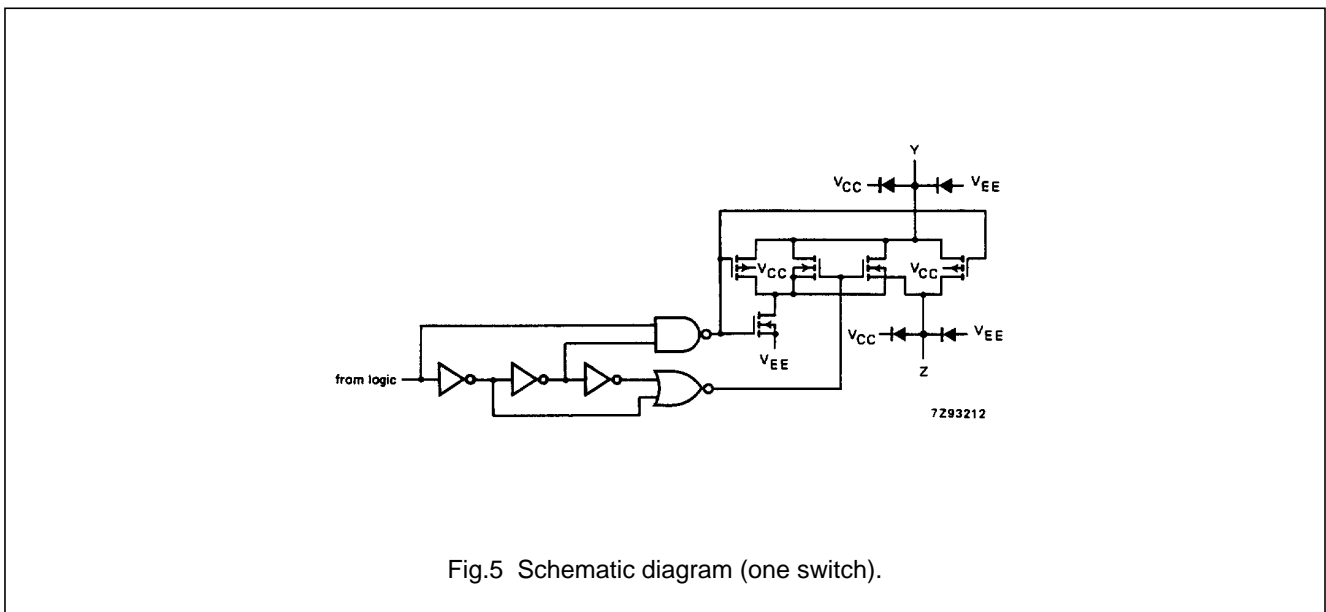 Y
VCC
VEE
VCC
VCC
VEE
VCC
VEE
from logic
Z
7Z93212
Fig.5 Schematic diagram (one switch).